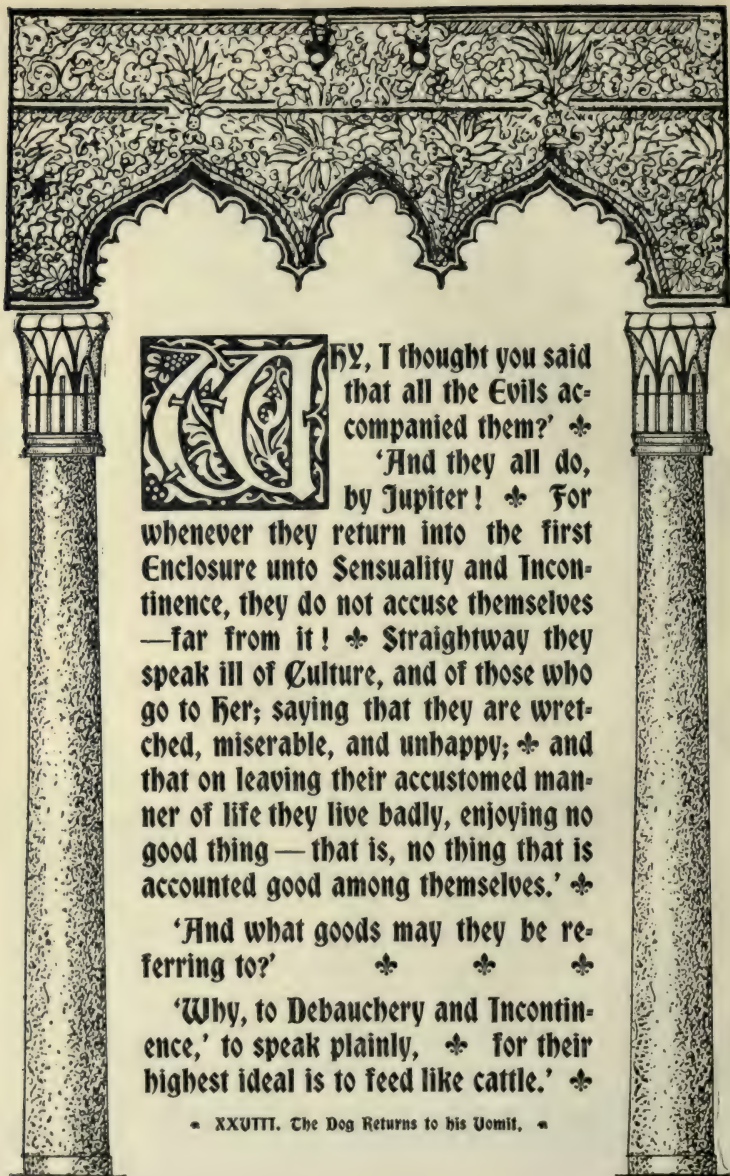 WHY, I thought you said
that all the Evils ac-
companied them?'
'And they all do,
by Jupiter! For
whenever they return into the first
Enclosure unto Sensuality and Incon-
tinence, they do not accuse themselves
—far from it! Straightway they
speak ill of Culture, and of those who
go to Her; saying that they are wret-
ched, miserable, and unhappy; and
that on leaving their accustomed man-
ner of life they live badly, enjoying no
good thing — that is, no thing that is
accounted good among themselves.'
'And what goods may they be re-
ferring to?'
'Why, to Debauchery and Incontin-
ence,' to speak plainly, for their
highest ideal is to feed like cattle.'
XXVIII. The Dog Returns to his Vomit.